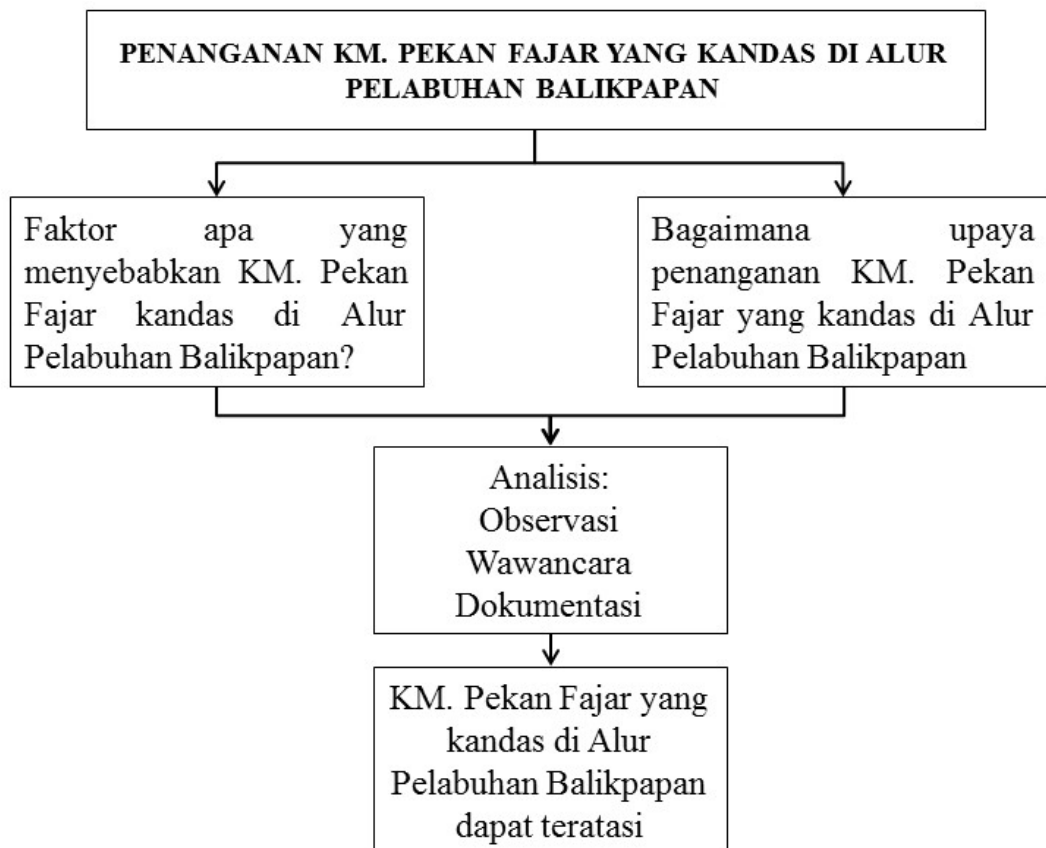 PENANGANAN KM. PEKAN FAJAR YANG KANDAS DI ALUR
PELABUHAN BALIKPAPAN
Faktor apa yang
menyebabkan KM. Pekan
Fajar kandas di Alur
Pelabuhan Balikpapan?
Bagaimana upaya
penanganan KM. Pekan
Fajar yang kandas di Alur
Pelabuhan Balikpapan
Analisis:
Observasi
Wawancara
Dokumentasi
KM. Pekan Fajar yang
kandas di Alur
Pelabuhan Balikpapan
dapat teratasi